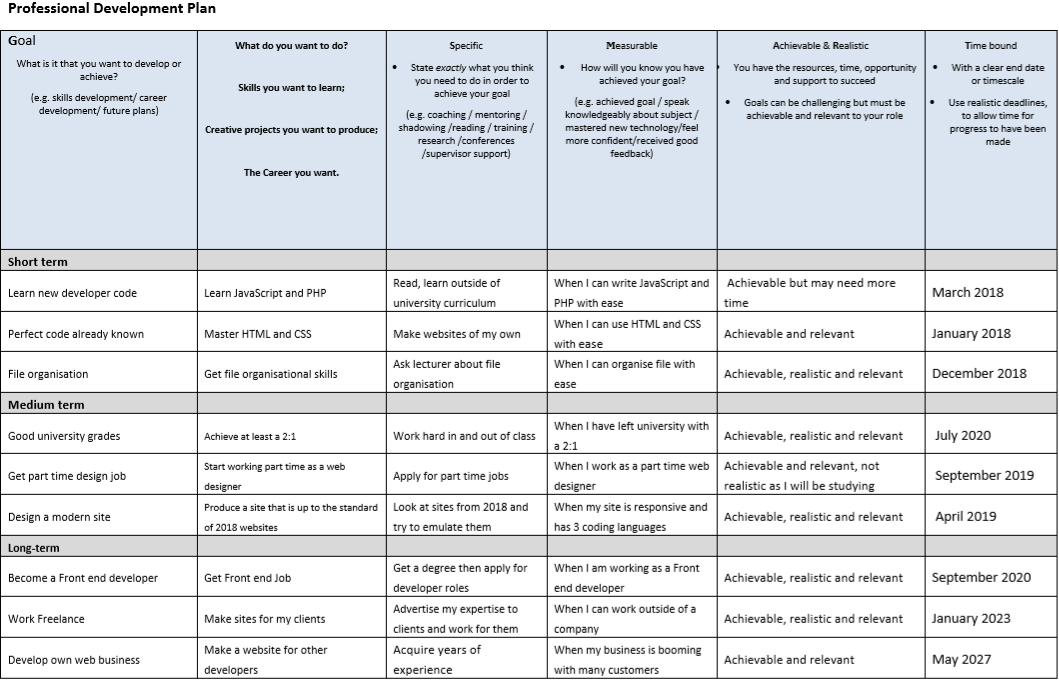 Professional Development Plan
Goal
What is it that you want to develop or
achieve?
(e.g. skills development/ career
development/ future plans)
What do you want to do?
Skills you want to learn;
Creative projects you want to produce;
The Career you want.
Specific
• State exactly what you think
you need to do in order to
achieve your goal
(e.g. coaching / mentoring /
shadowing /reading / training /
research /conferences
/supervisor support)
Measurable
• How will you know you have
achieved your goal?
(e.g. achieved goal / speak
knowledgeably about subject /
mastered new technology/feel
more confident/received good
feedback)
Achievable & Realistic
• You have the resources, time, opportunity
and support to succeed
• Goals can be challenging but must be
achievable and relevant to your role
Time bound
• With a clear end date
or timescale
• Use realistic deadlines,
to allow time for
progress to have been
made
Short term
Learn new developer code
Learn JavaScript and PHP
Read, learn outside of
university curriculum
When I can write JavaScript and
PHP with ease
Achievable but may need more
time
March 2018
Perfect code already known
Master HTML and CSS
Make websites of my own
When I can use HTML and CSS
with ease
Achievable and relevant
January 2018
File organisation
Get file organisational skills
Ask lecturer about file
organisation
When I can organise file with
ease
Achievable, realistic and relevant
December 2018
Medium term
Good university grades
Achieve at least a 2:1
Work hard in and out of class
When I have left university with
a 2:1
Achievable, realistic and relevant
July 2020
Get part time design job
Start working part time as a web
designer
Apply for part time jobs
When I work as a part time web
designer
Achievable and relevant, not
realistic as I will be studying
September 2019
Design a modern site
Produce a site that is up to the standard
of 2018 websites
Look at sites from 2018 and
try to emulate them
When my site is responsive and
has 3 coding languages
Achievable, realistic and relevant
April 2019
Long-term
Become a Front end developer
Get Front end Job
Get a degree then apply for
developer roles
When I am working as a Front
end developer
Achievable, realistic and relevant
September 2020
Work Freelance
Make sites for my clients
Advertise my expertise to
clients and work for them
When I can work outside of a
company
Achievable, realistic and relevant
January 2023
Develop own web business
Make a website for other
developers
Acquire years of
experience
When my business is booming
with many customers
Achievable and relevant
May 2027